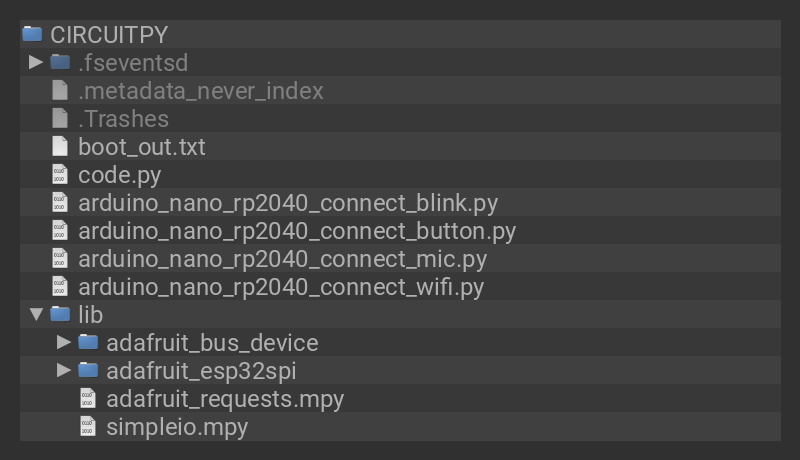 CIRCUITPY
.fseventsd
.metadata_never_index
.Trashes
boot_out.txt
code.py
arduino_nano_rp2040_connect_blink.py
arduino_nano_rp2040_connect_button.py
arduino_nano_rp2040_connect_mic.py
arduino_nano_rp2040_connect_wifi.py
lib
adafruit_bus_device
adafruit_esp32spi
adafruit_requests.mpy
simpleio.mpy